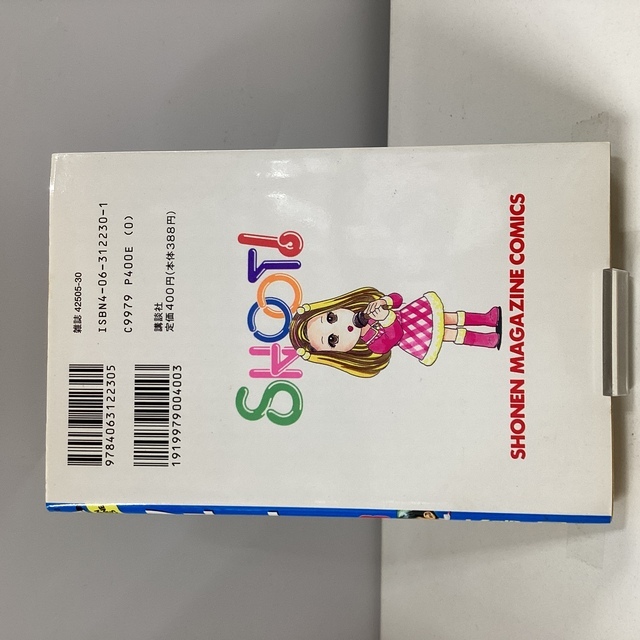 雑誌 42505-30
ISBN4-06-312230-1
C9979 P400E (0)
講談社
定価400円(本体388円)
9784063122305
1919979004003
SHOOT!
SHONEN MAGAZINE COMICS